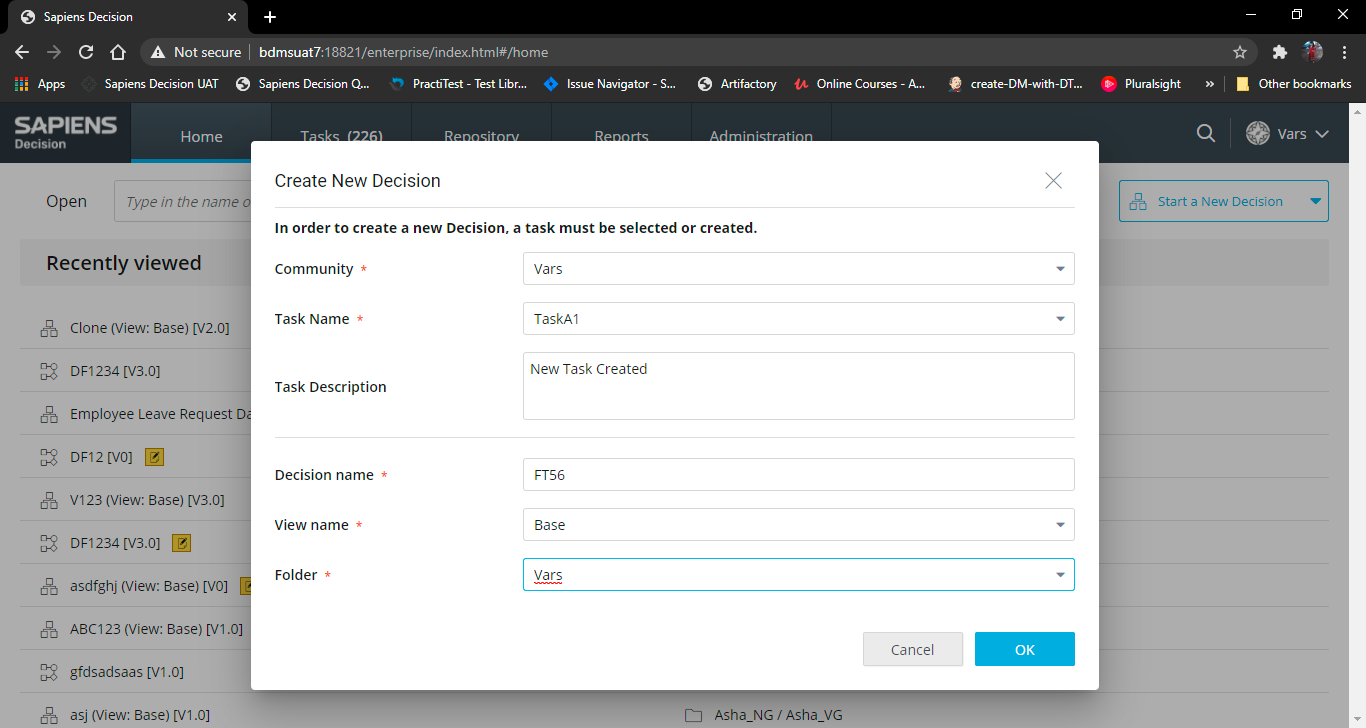 Sapiens Decision
Not secure | bdmsuat7:18821/enterprise/index.html#/home
Apps Sapiens Decision UAT Sapiens Decision Q... PractiTest - Test Libr... Issue Navigator - S... Artifactory Online Courses - A... create-DM-with-DT... Pluralsight » Other bookmarks
SAPIENS
Decision
Home Tasks (226) Repository Reports Administration Vars
Open Type in the name o Start a New Decision
Recently viewed
Clone (View: Base) [V2.0]
DF1234 [V3.0]
Employee Leave Request Da
DF12 [V0]
V123 (View: Base) [V3.0]
DF1234 [V3.0]
asdfghj (View: Base) [V0]
ABC123 (View: Base) [V1.0]
gfdsadsaas [V1.0]
asj (View: Base) [V1.0] Asha_NG / Asha_VG
Create New Decision
In order to create a new Decision, a task must be selected or created.
Community * Vars
Task Name * TaskA1
Task Description New Task Created
Decision name * FT56
View name * Base
Folder * Vars
Cancel OK